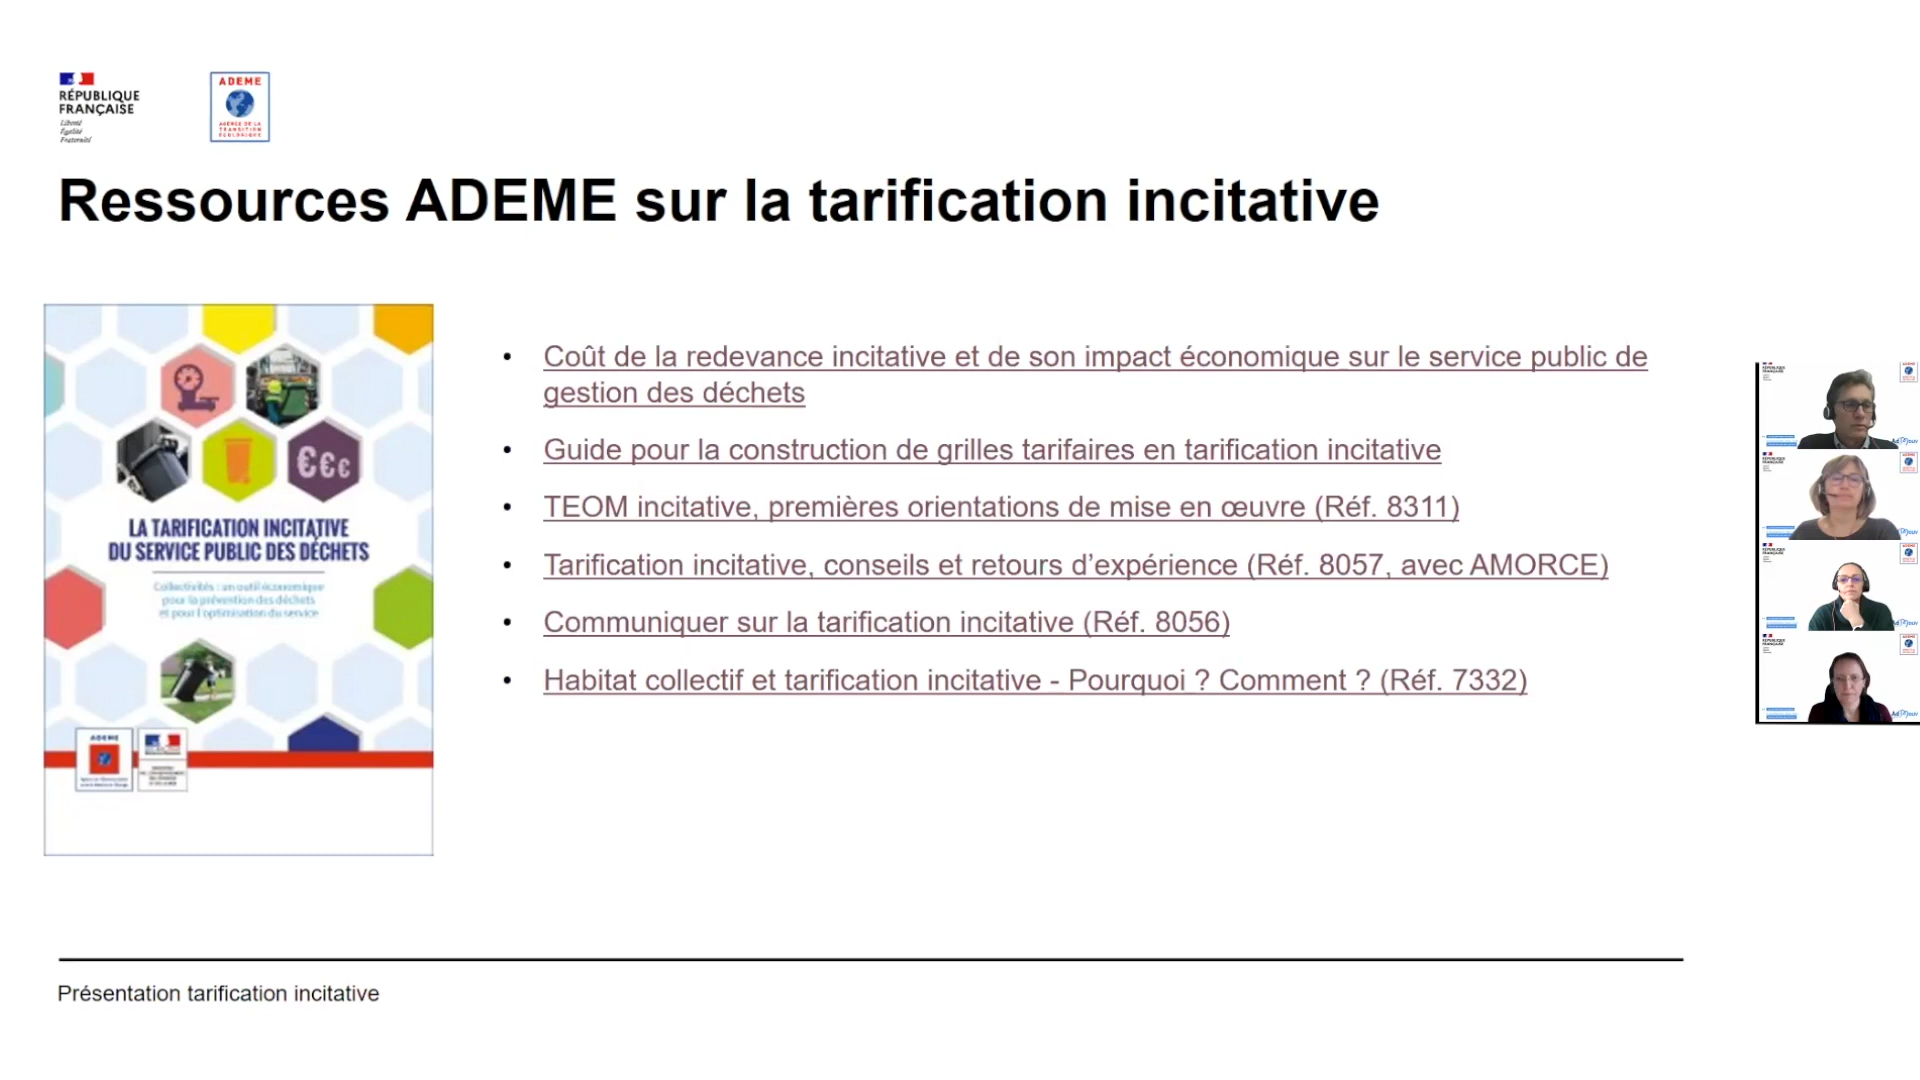 RÉPUBLIQUE
FRANÇAISE
Liberté
Égalité
Fraternité
ADEME
AGENCE DE LA
TRANSITION
ÉCOLOGIQUE
Ressources ADEME sur la tarification incitative
€€€
LA TARIFICATION INCITATIVE
DU SERVICE PUBLIC DES DÉCHETS
Collectivités : un outil économique
pour la prévention des déchets
et pour l'optimisation du service
ADEME
• Coût de la redevance incitative et de son impact économique sur le service public de
gestion des déchets
• Guide pour la construction de grilles tarifaires en tarification incitative
• TEOM incitative, premières orientations de mise en œuvre (Réf. 8311)
• Tarification incitative, conseils et retours d’expérience (Réf. 8057, avec AMORCE)
• Communiquer sur la tarification incitative (Réf. 8056)
• Habitat collectif et tarification incitative - Pourquoi ? Comment ? (Réf. 7332)
Présentation tarification incitative